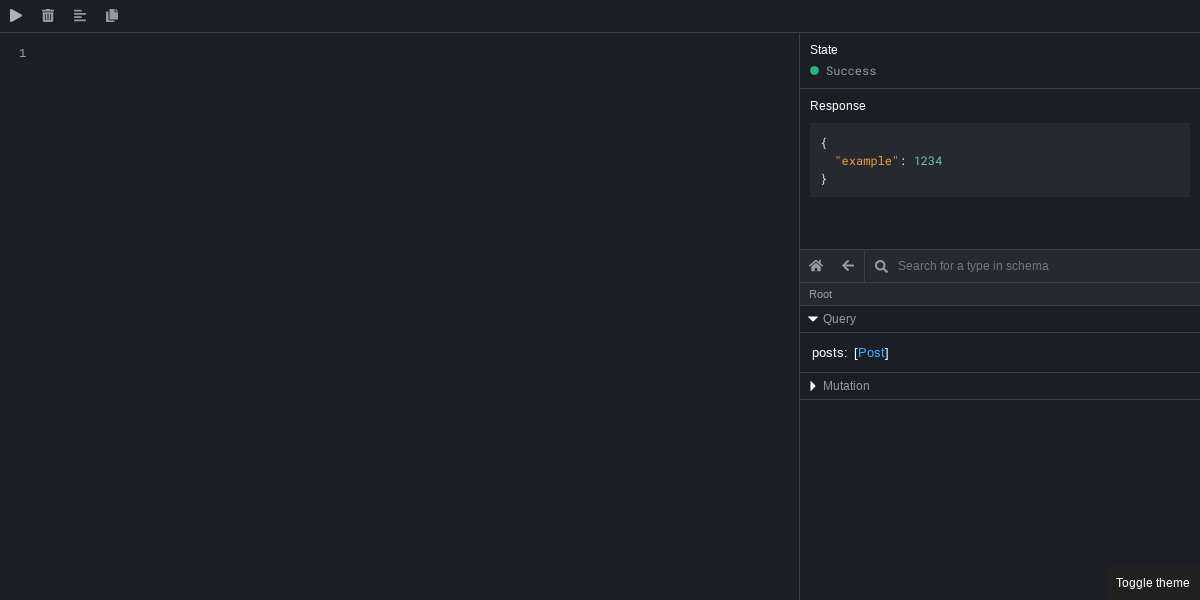 1
State
Success
Response
{
"example": 1234
}
Search for a type in schema
Root
Query
posts: [Post]
Mutation
Toggle theme